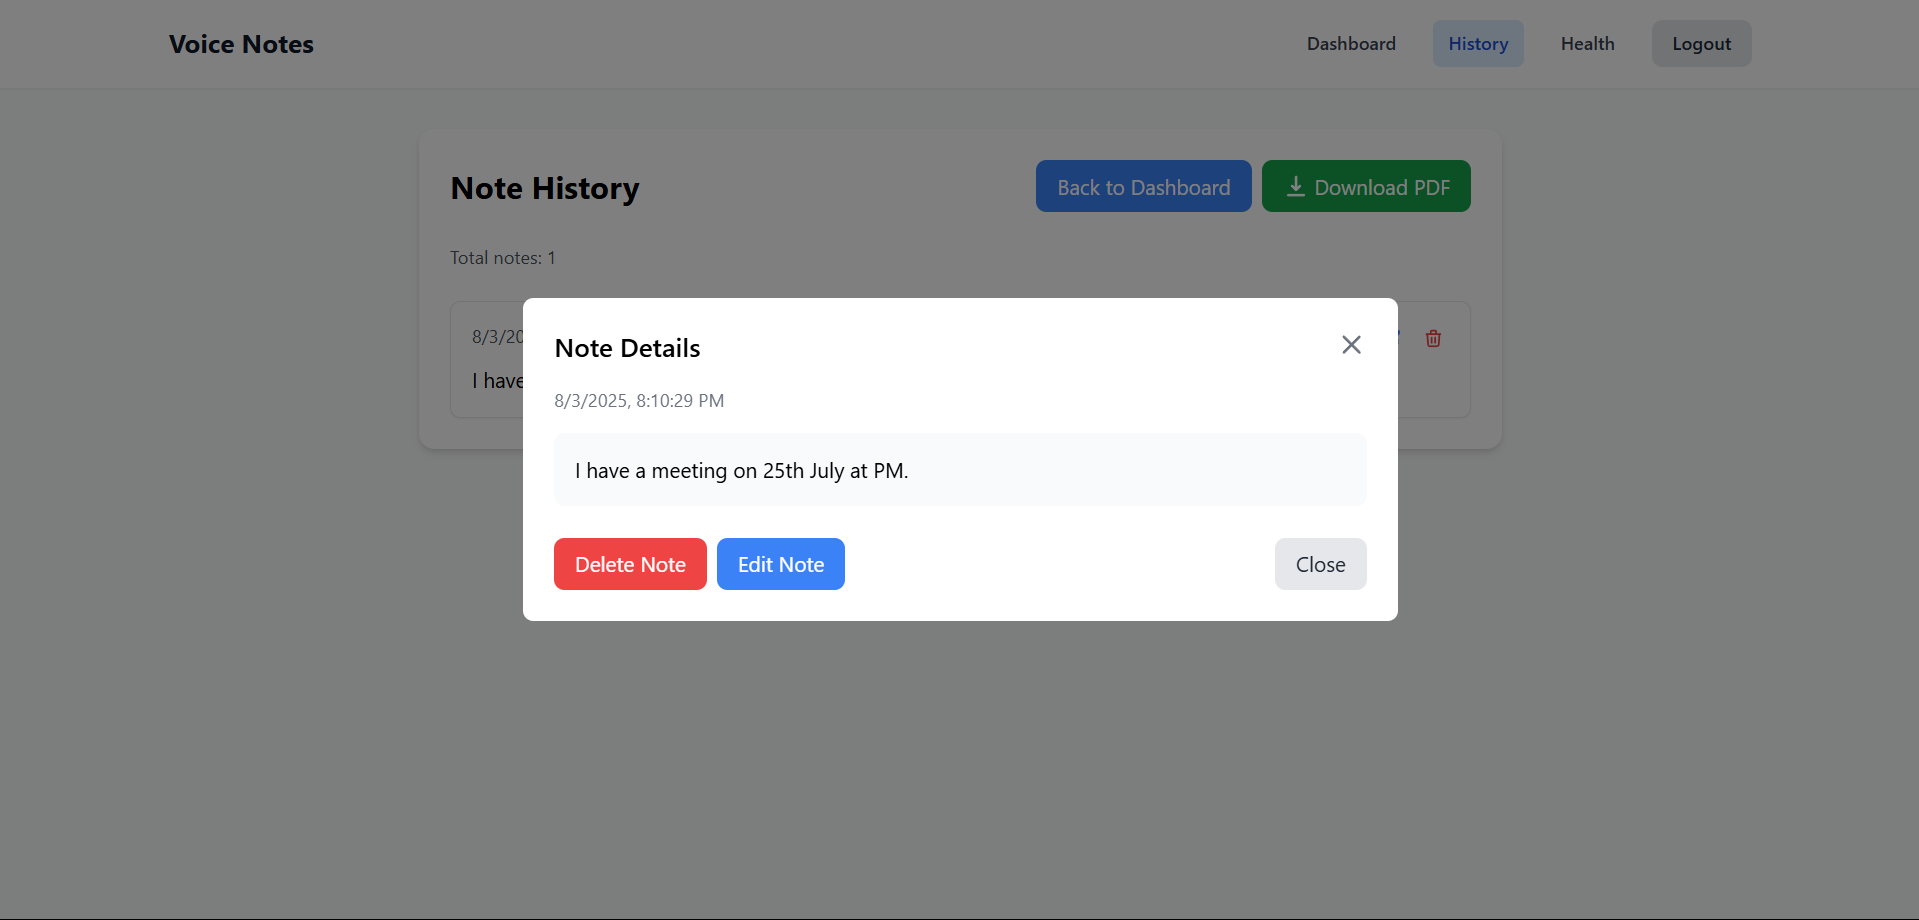 Voice Notes
Dashboard
History
Health
Logout
Note History
Back to Dashboard
Download PDF
Total notes: 1
8/3/20
I have
Note Details
8/3/2025, 8:10:29 PM
I have a meeting on 25th July at PM.
Delete Note
Edit Note
Close